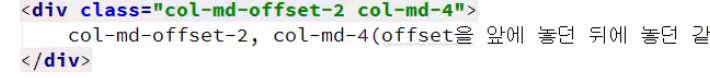 <div class="col-md-offset-2 col-md-4">
col-md-offset-2, col-md-4(offset을 앞에 놓던 뒤에 놓던 같
</div>